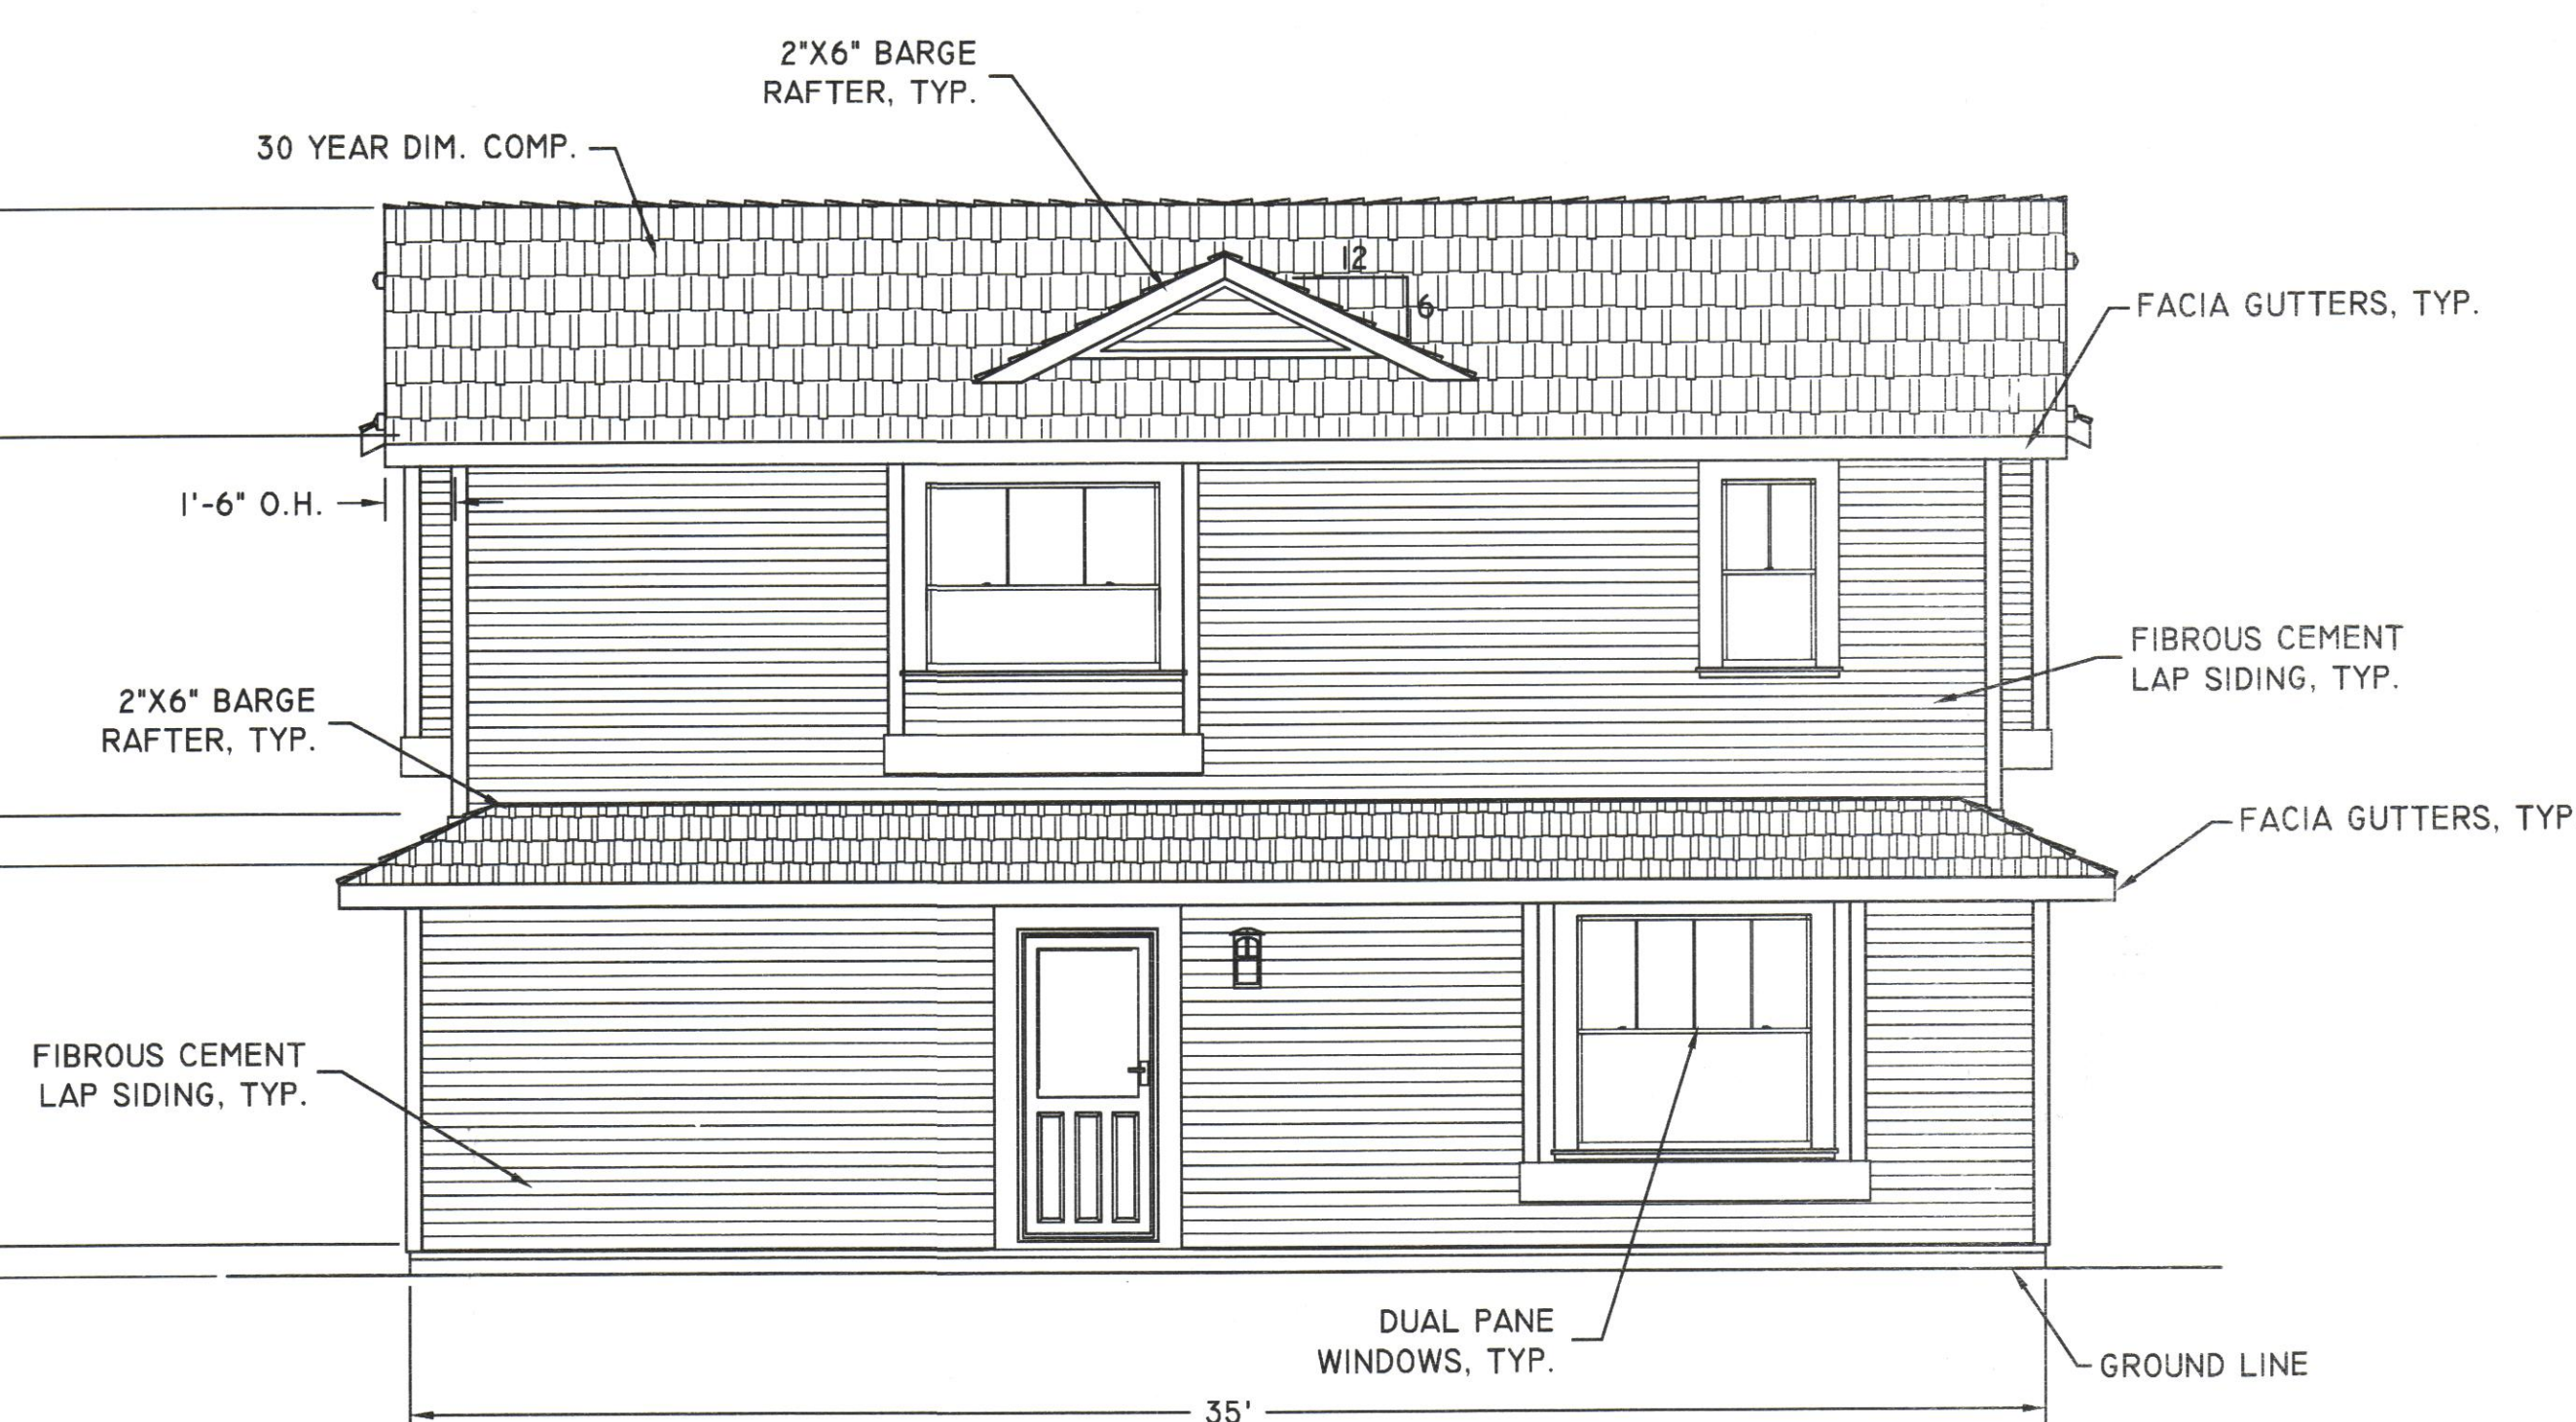 2"X6" BARGE
RAFTER, TYP.
30 YEAR DIM. COMP.
12
6
FACIA GUTTERS, TYP.
1'-6" O.H.
FIBROUS CEMENT
LAP SIDING, TYP.
2"X6" BARGE
RAFTER, TYP.
FACIA GUTTERS, TYP
FIBROUS CEMENT
LAP SIDING, TYP.
DUAL PANE
WINDOWS, TYP.
GROUND LINE
35'